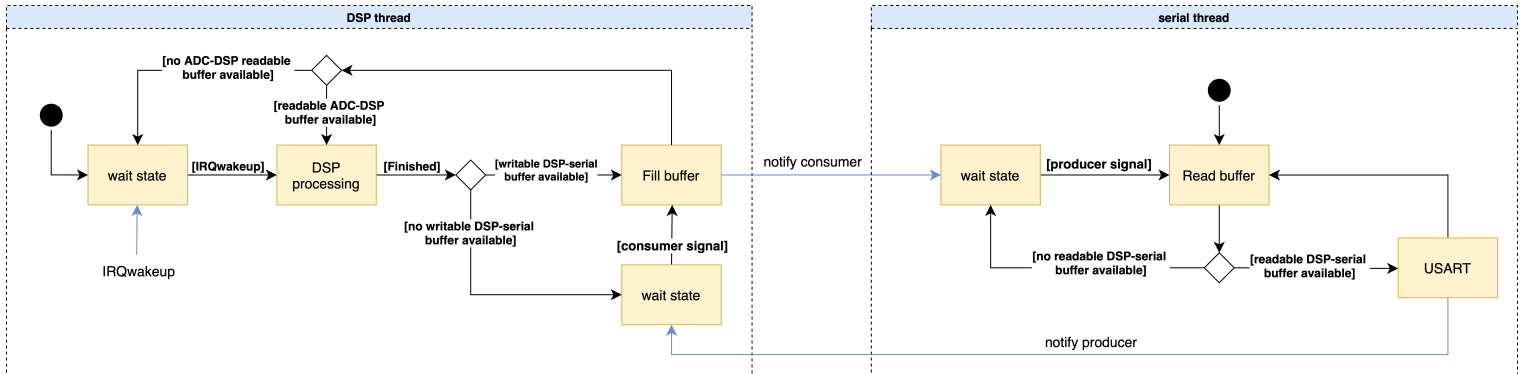 DSP thread
serial thread
[no ADC-DSP readable
buffer available]
[readable ADC-DSP
buffer available]
wait state
[IRQwakeup]
DSP
processing
[Finished]
[writable DSP-serial
buffer available]
Fill buffer
notify consumer
wait state
[producer signal]
Read buffer
[no writable DSP-serial
buffer available]
[consumer signal]
IRQwakeup
wait state
[no readable DSP-serial
buffer available]
[readable DSP-serial
buffer available]
USART
notify producer